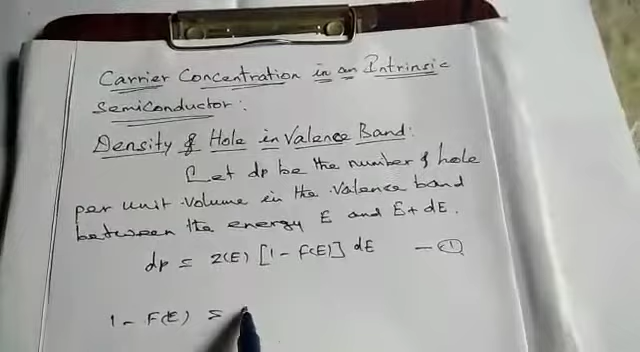 Carrier Concentration in an Intrinsic
Semiconductor:
Density of Hole in Valence Band:
Let dp be the number of hole
per unit volume in the valence band
between the energy E and E+dE.
dp = Z(E) [1 - F(E)] dE — ①
1 - F(E) =